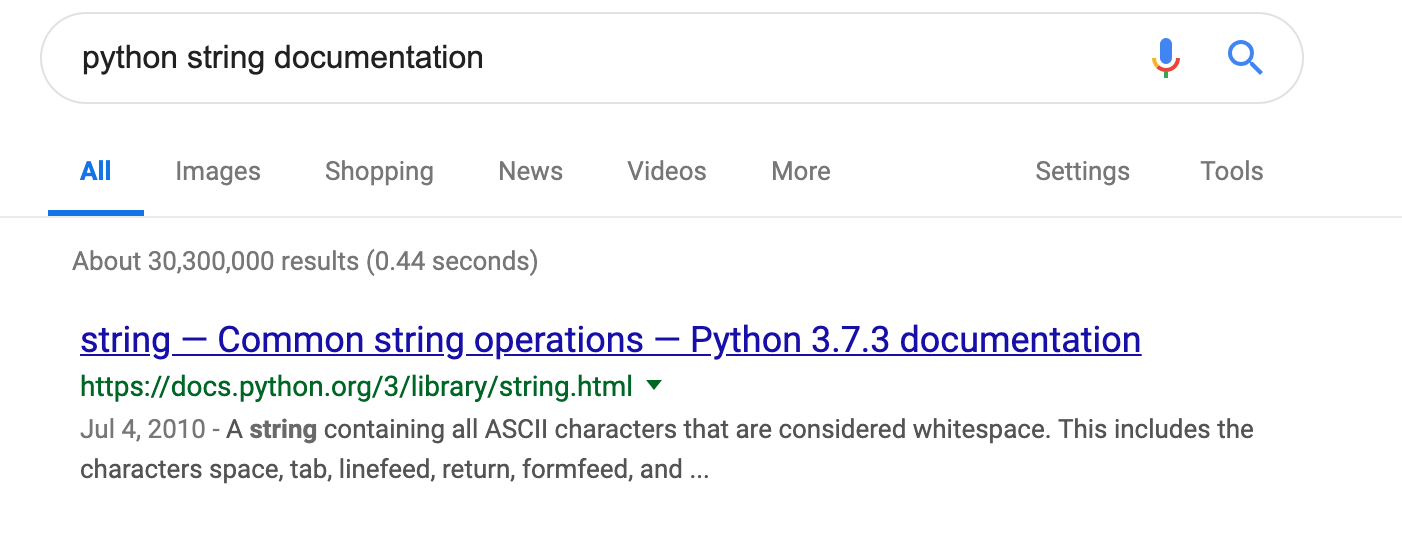 python string documentation
All Images Shopping News Videos More Settings Tools
About 30,300,000 results (0.44 seconds)
string — Common string operations — Python 3.7.3 documentation
https://docs.python.org/3/library/string.html
Jul 4, 2010 - A string containing all ASCII characters that are considered whitespace. This includes the
characters space, tab, linefeed, return, formfeed, and ...